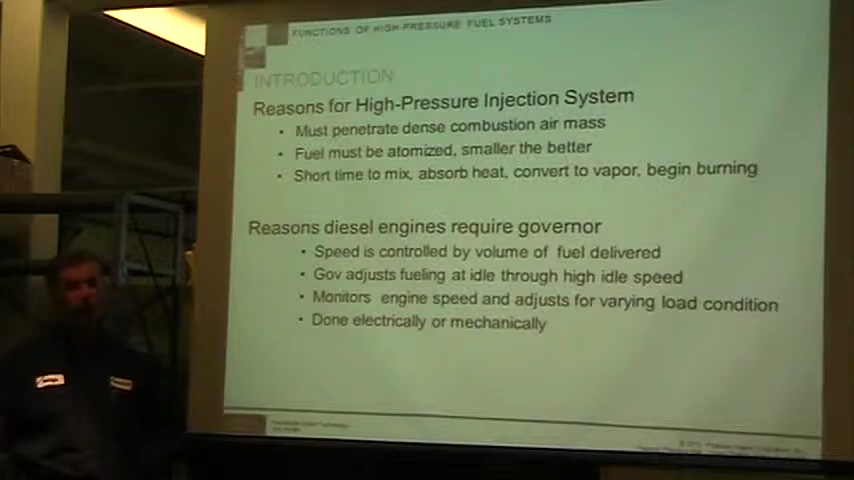 FUNCTIONS OF HIGH-PRESSURE FUEL SYSTEMS
INTRODUCTION
Reasons for High-Pressure Injection System
• Must penetrate dense combustion air mass
• Fuel must be atomized, smaller the better
• Short time to mix, absorb heat, convert to vapor, begin burning
Reasons diesel engines require governor
• Speed is controlled by volume of fuel delivered
• Gov adjusts fueling at idle through high idle speed
• Monitors engine speed and adjusts for varying load condition
• Done electrically or mechanically